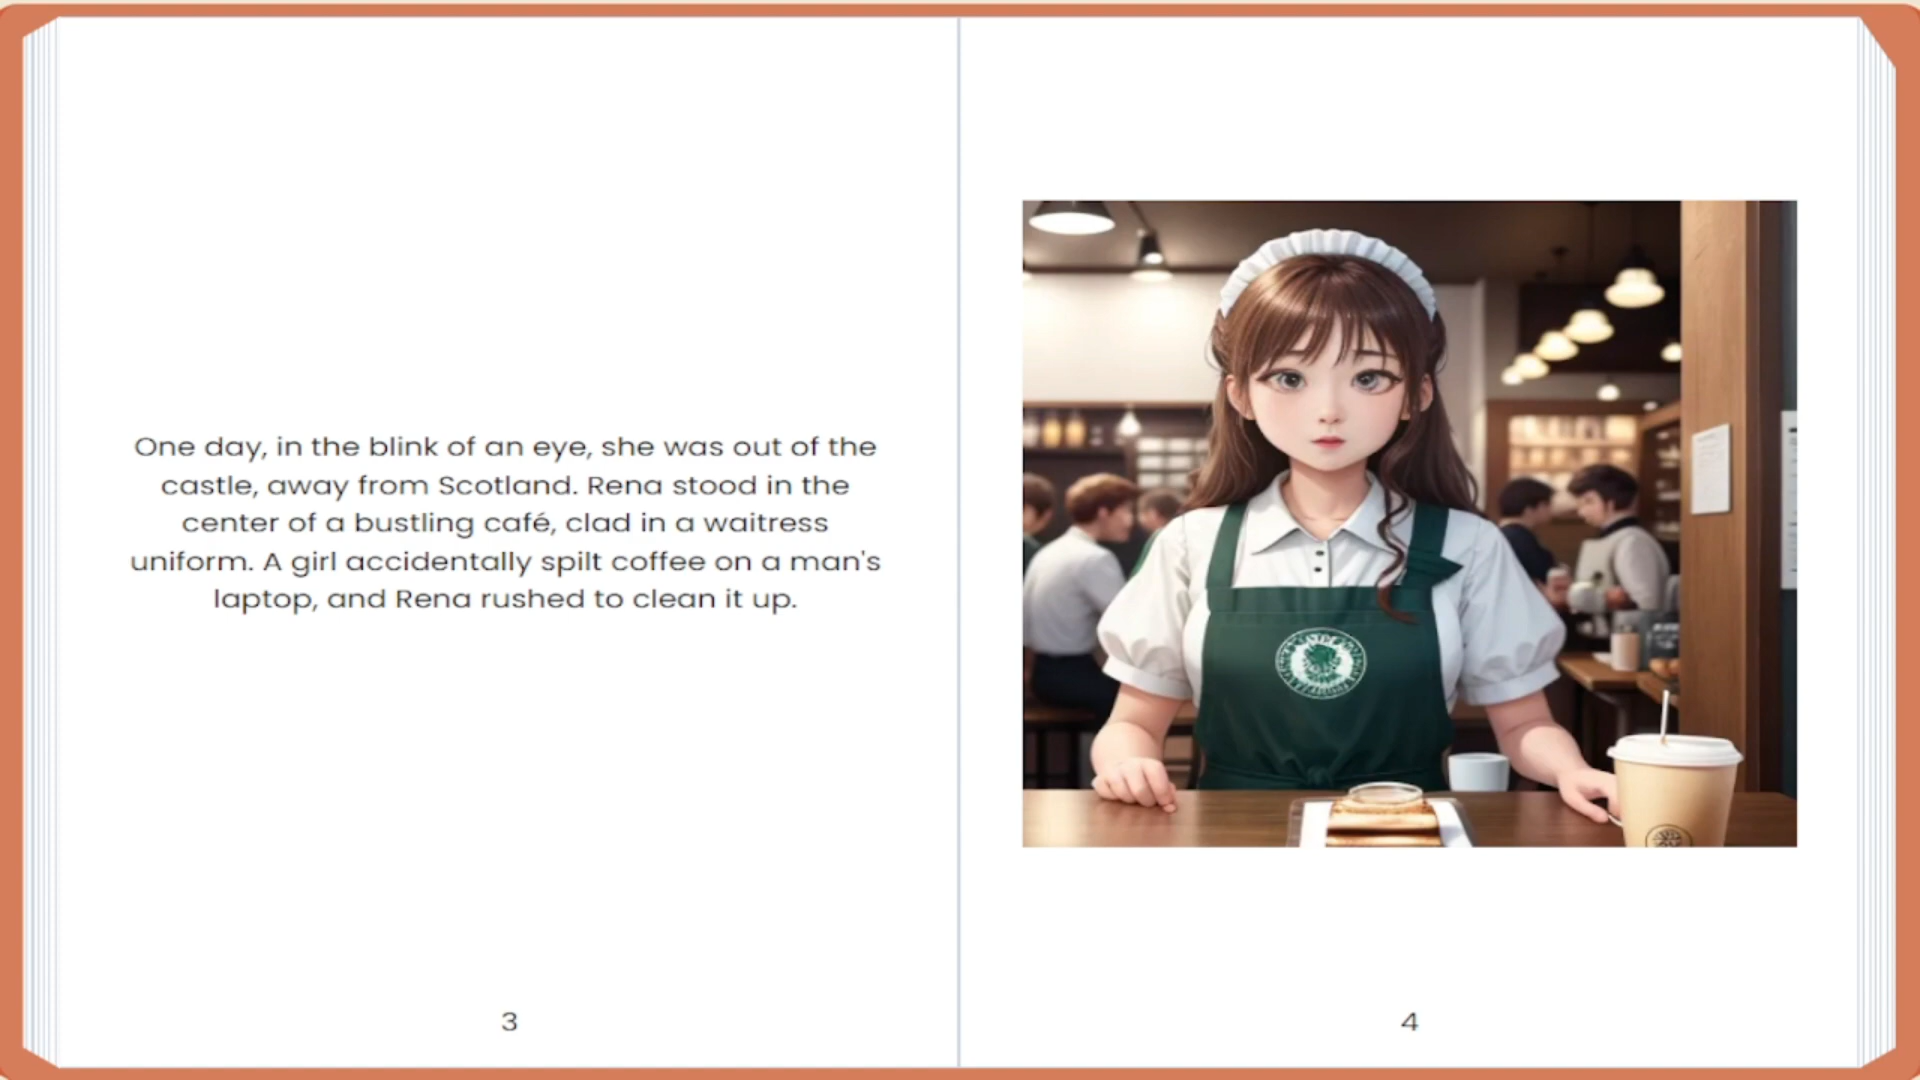 One day, in the blink of an eye, she was out of the
castle, away from Scotland. Rena stood in the
center of a bustling café, clad in a waitress
uniform. A girl accidentally spilt coffee on a man's
laptop, and Rena rushed to clean it up.
3
4